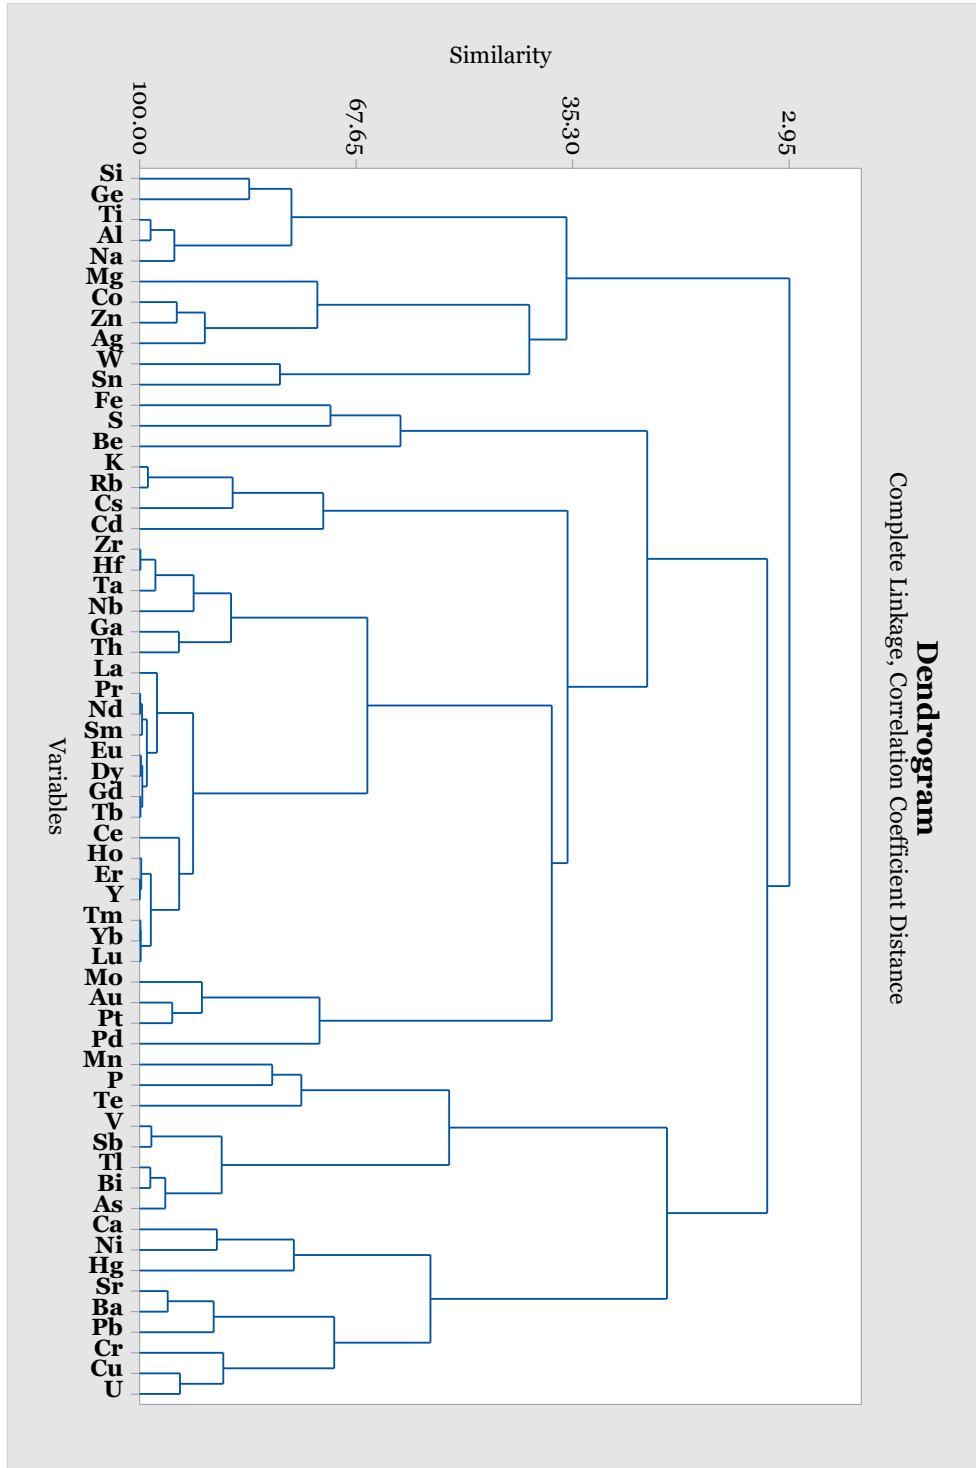 Dendrogram
Complete Linkage, Correlation Coefficient Distance
Similarity
2.95
35.30
67.65
100.00
Si
Ge
Ti
Al
Na
Mg
Co
Zn
Ag
W
Sn
Fe
S
Be
K
Rb
Cs
Cd
Zr
Hf
Ta
Nb
Ga
Th
La
Pr
Nd
Sm
Eu
Dy
Gd
Tb
Ce
Ho
Er
Y
Tm
Yb
Lu
Mo
Au
Pt
Pd
Mn
P
Te
V
Sb
Tl
Bi
As
Ca
Ni
Hg
Sr
Ba
Pb
Cr
Cu
U
Variables